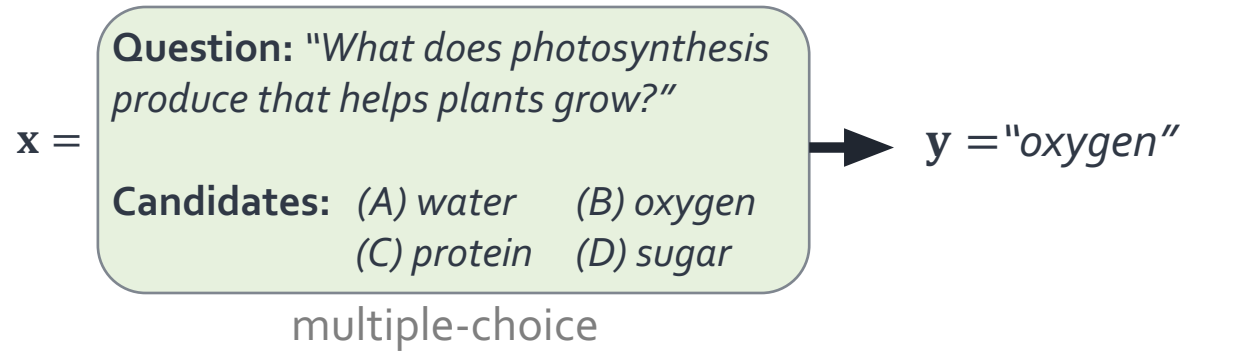 Question: “What does photosynthesis
produce that helps plants grow?”
x =
y =“oxygen”
Candidates: (A) water (B) oxygen
(C) protein (D) sugar
multiple-choice